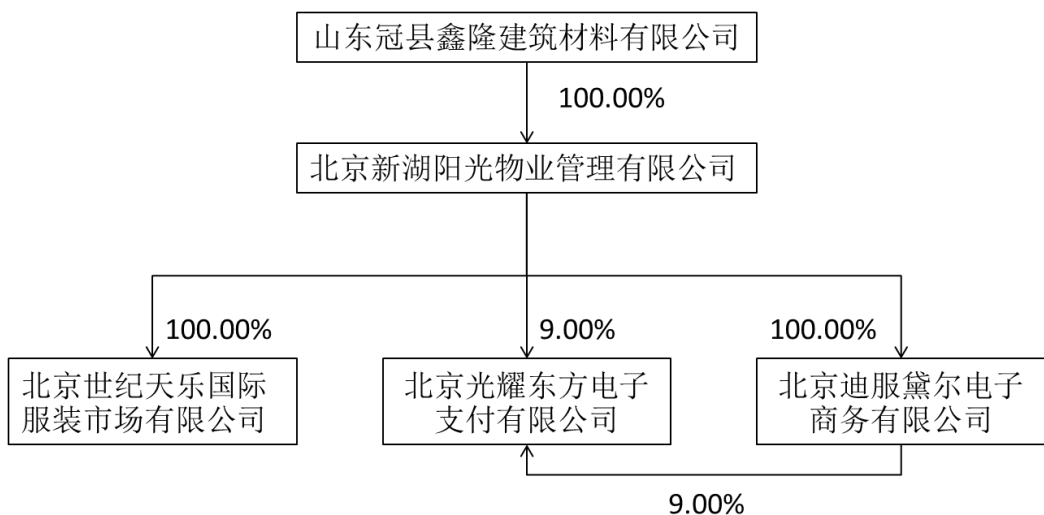 山东冠县鑫隆建筑材料有限公司
100.00%
北京新湖阳光物业管理有限公司
100.00%
9.00%
100.00%
北京世纪天乐国际
服装市场有限公司
北京光耀东方电子
支付有限公司
北京迪服黛尔电子
商务有限公司
9.00%